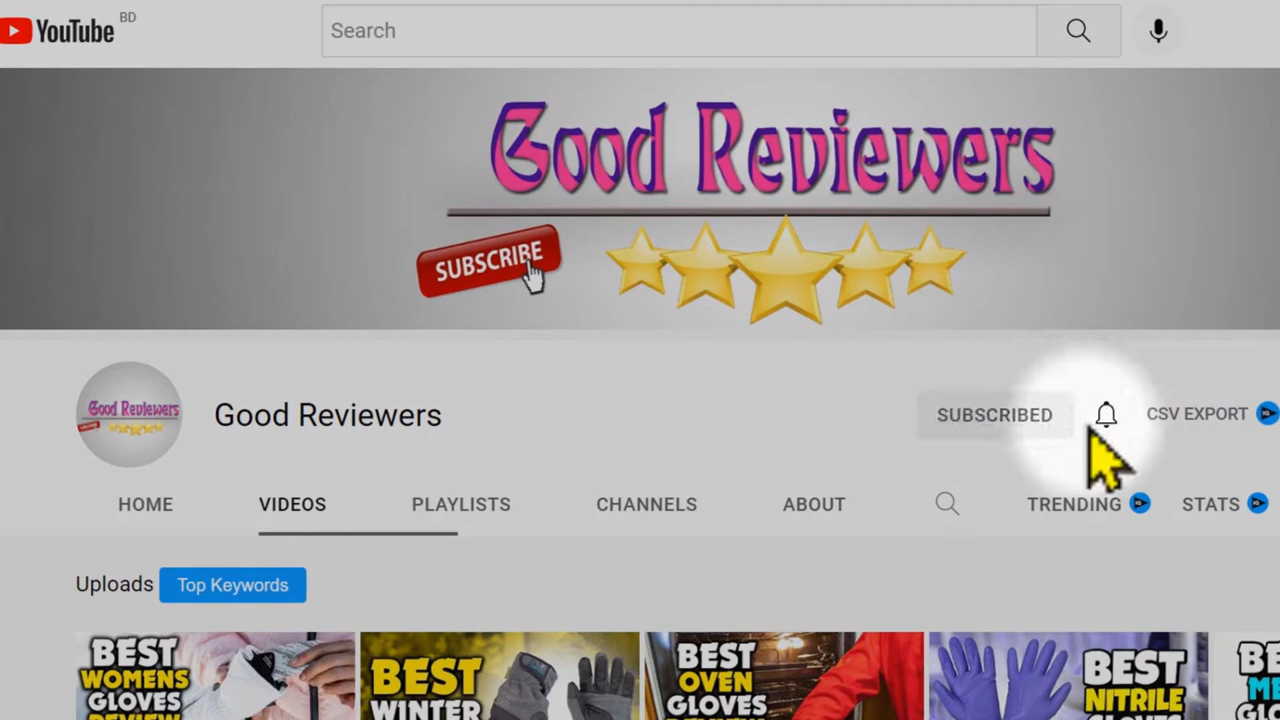 YouTube BD
Search
Good Reviewers
SUBSCRIBE
Good Reviewers
Good Reviewers
SUBSCRIBED
CSV EXPORT
HOME
VIDEOS
PLAYLISTS
CHANNELS
ABOUT
TRENDING
STATS
Uploads
Top Keywords
BEST
WOMENS
GLOVES
REVIEW
BEST
WINTER
BEST
OVEN
GLOVES
BEST
NITRILE